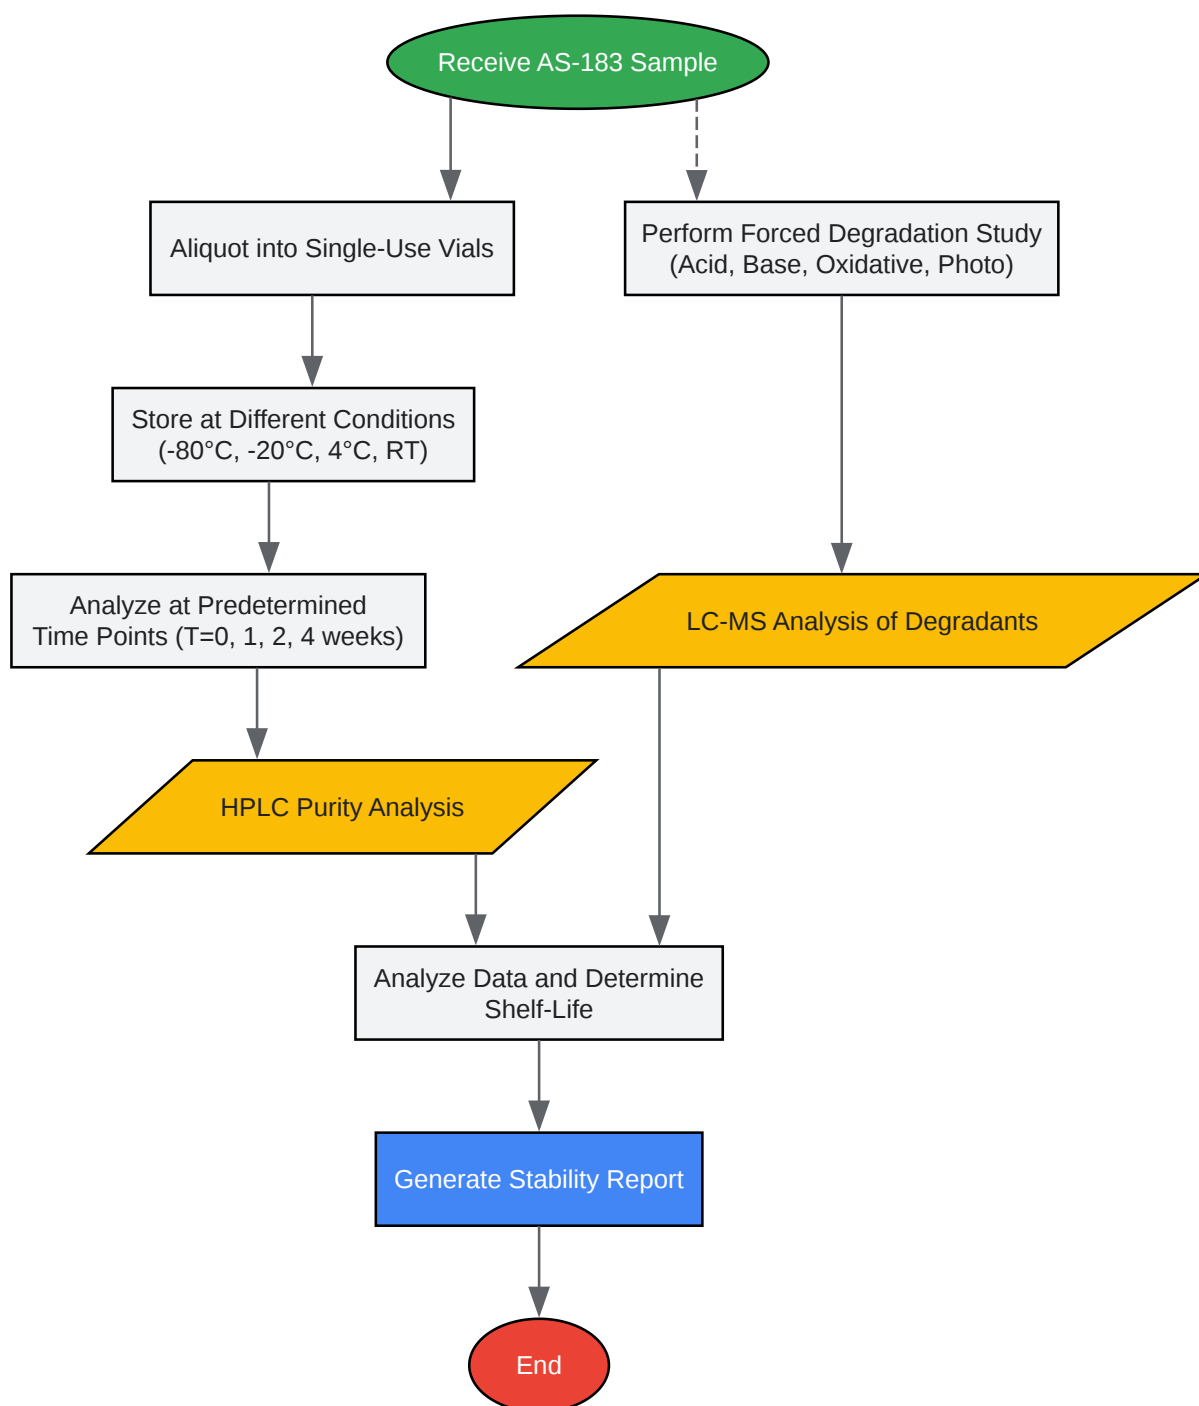 Receive AS-183 Sample
Aliquot into Single-Use Vials
Perform Forced Degradation Study
(Acid, Base, Oxidative, Photo)
Store at Different Conditions
(-80°C, -20°C, 4°C, RT)
Analyze at Predetermined
Time Points (T=0, 1, 2, 4 weeks)
LC-MS Analysis of Degradants
HPLC Purity Analysis
Analyze Data and Determine
Shelf-Life
Generate Stability Report
End